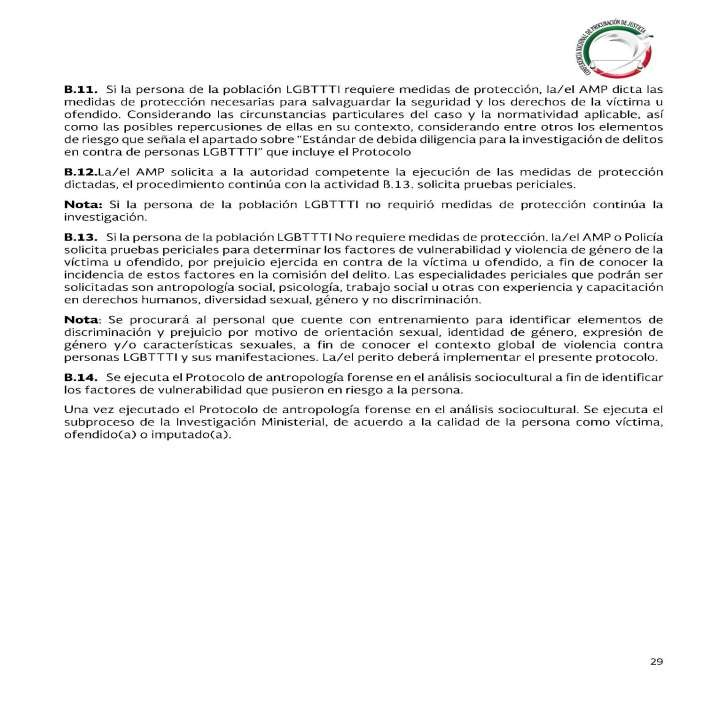 CONFERENCIA NACIONAL DE PROCURACIÓN DE JUSTICIA
B.11. Si la persona de la población LGBTTTI requiere medidas de protección, la/el AMP dicta las
medidas de protección necesarias para salvaguardar la seguridad y los derechos de la víctima u
ofendido. Considerando las circunstancias particulares del caso y la normatividad aplicable, así
como las posibles repercusiones de ellas en su contexto, considerando entre otros los elementos
de riesgo que señala el apartado sobre "Estándar de debida diligencia para la investigación de delitos
en contra de personas LGBTTTI" que incluye el Protocolo
B.12.La/el AMP solicita a la autoridad competente la ejecución de las medidas de protección
dictadas, el procedimiento continúa con la actividad B.13. solicita pruebas periciales.
Nota: Si la persona de la población LGBTTTI no requirió medidas de protección continúa la
investigación.
B.13. Si la persona de la población LGBTTTI No requiere medidas de protección, la/el AMP o Policía
solicita pruebas periciales para determinar los factores de vulnerabilidad y violencia de género de la
víctima u ofendido, por prejuicio ejercida en contra de la víctima u ofendido, a fin de conocer la
incidencia de estos factores en la comisión del delito. Las especialidades periciales que podrán ser
solicitadas son antropología social, psicología, trabajo social u otras con experiencia y capacitación
en derechos humanos, diversidad sexual, género y no discriminación.
Nota: Se procurará al personal que cuente con entrenamiento para identificar elementos de
discriminación y prejuicio por motivo de orientación sexual, identidad de género, expresión de
género y/o características sexuales, a fin de conocer el contexto global de violencia contra
personas LGBTTTI y sus manifestaciones. La/el perito deberá implementar el presente protocolo.
B.14. Se ejecuta el Protocolo de antropología forense en el análisis sociocultural a fin de identificar
los factores de vulnerabilidad que pusieron en riesgo a la persona.
Una vez ejecutado el Protocolo de antropología forense en el análisis sociocultural. Se ejecuta el
subproceso de la Investigación Ministerial, de acuerdo a la calidad de la persona como víctima,
ofendido(a) o imputado(a).
29